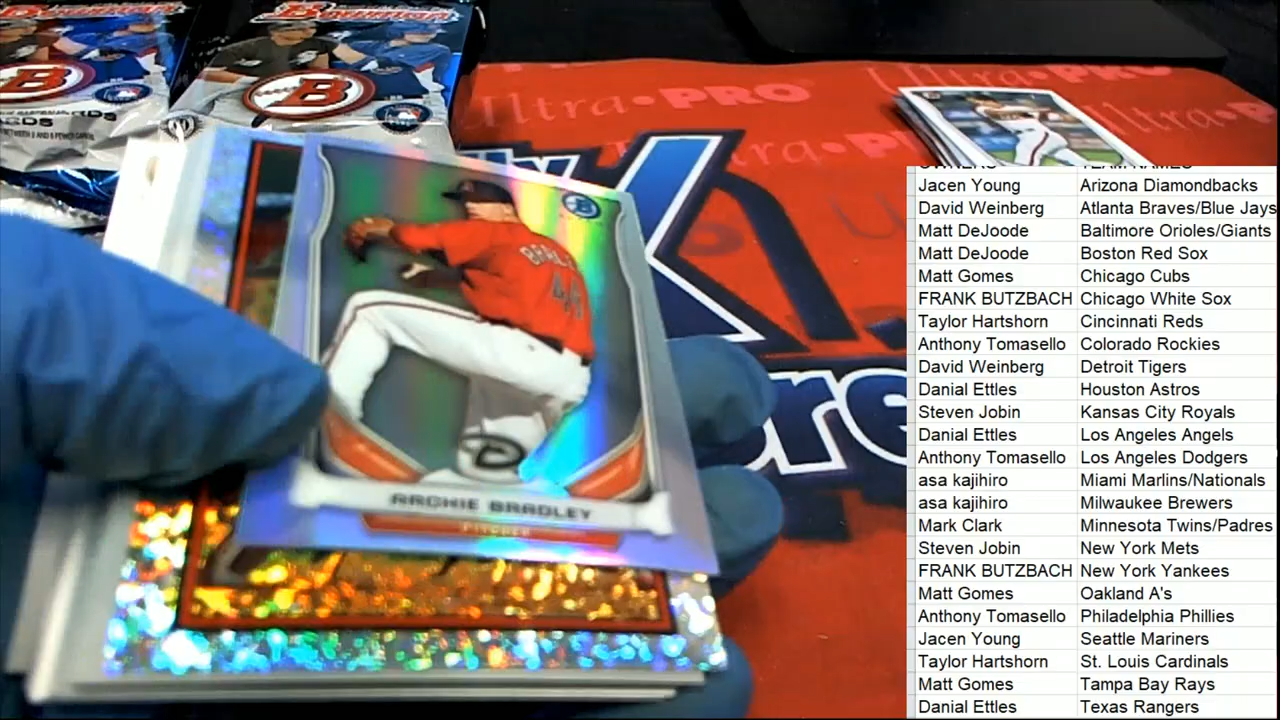 Bowman
Bowman
B
B
Ultra•PRO
Ultra•PRO
BRADLEY
ARCHIE BRADLEY
PITCHER
OWNERS TEAM NAMES
Jacen Young Arizona Diamondbacks
David Weinberg Atlanta Braves/Blue Jays
Matt DeJoode Baltimore Orioles/Giants
Matt DeJoode Boston Red Sox
Matt Gomes Chicago Cubs
FRANK BUTZBACH Chicago White Sox
Taylor Hartshorn Cincinnati Reds
Anthony Tomasello Colorado Rockies
David Weinberg Detroit Tigers
Danial Ettles Houston Astros
Steven Jobin Kansas City Royals
Danial Ettles Los Angeles Angels
Anthony Tomasello Los Angeles Dodgers
asa kajihiro Miami Marlins/Nationals
asa kajihiro Milwaukee Brewers
Mark Clark Minnesota Twins/Padres
Steven Jobin New York Mets
FRANK BUTZBACH New York Yankees
Matt Gomes Oakland A's
Anthony Tomasello Philadelphia Phillies
Jacen Young Seattle Mariners
Taylor Hartshorn St. Louis Cardinals
Matt Gomes Tampa Bay Rays
Danial Ettles Texas Rangers